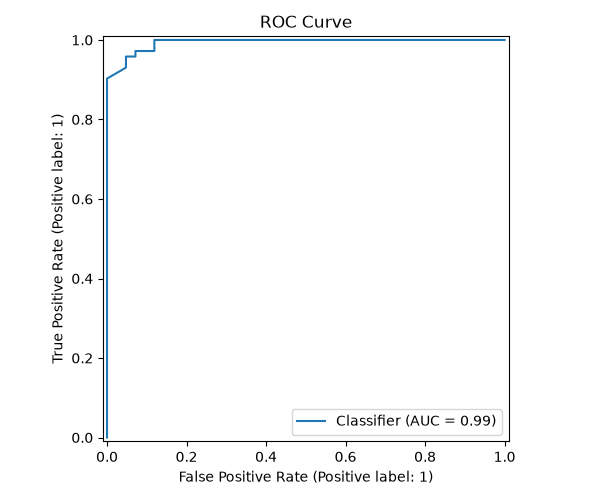 ROC Curve
True Positive Rate (Positive label: 1)
1.0
0.8
0.6
0.4
0.2
0.0
Classifier (AUC = 0.99)
0.0 0.2 0.4 0.6 0.8 1.0
False Positive Rate (Positive label: 1)